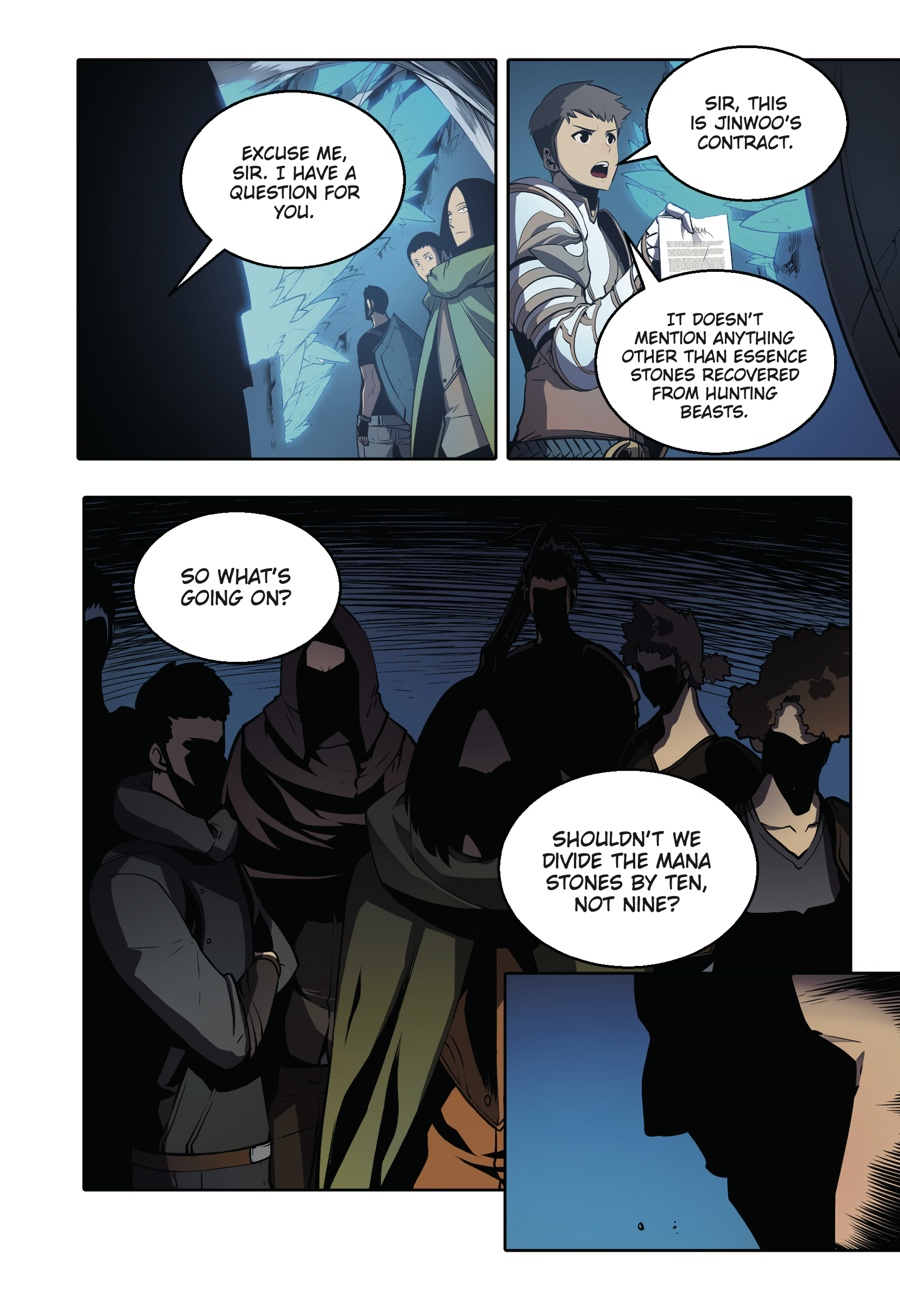 EXCUSE ME,
SIR. I HAVE A
QUESTION FOR
YOU.
SIR, THIS
IS JINWOO'S
CONTRACT.
IT DOESN'T
MENTION ANYTHING
OTHER THAN ESSENCE
STONES RECOVERED
FROM HUNTING
BEASTS.
SO WHAT'S
GOING ON?
SHOULDN'T WE
DIVIDE THE MANA
STONES BY TEN,
NOT NINE?